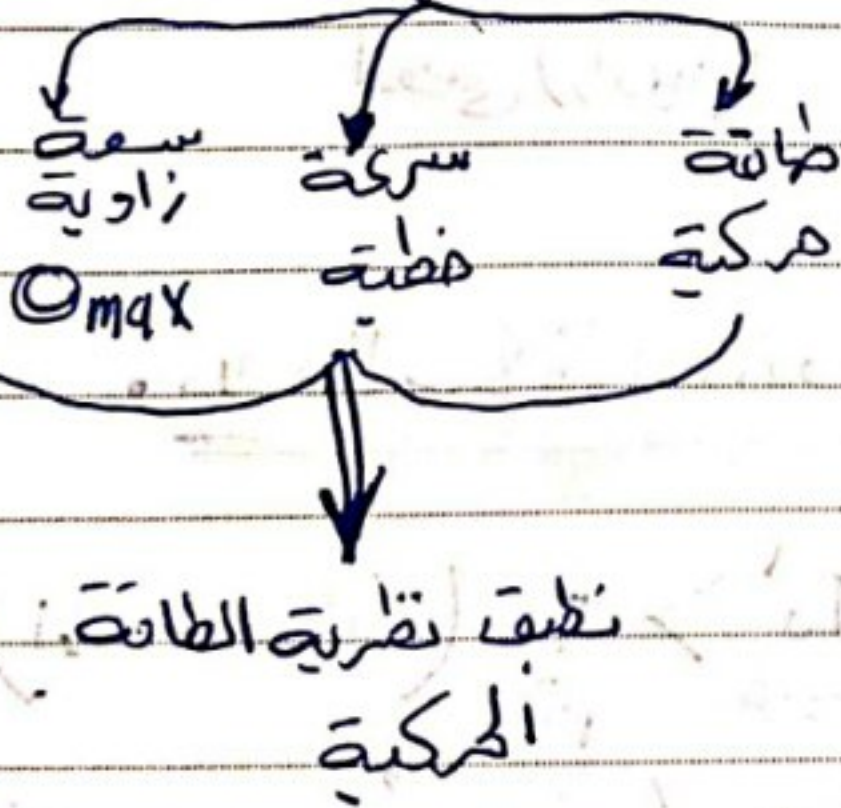 طاقة
حركية
سرعة
خطية
سعة
زاوية
θmax
نطبق نظرية الطاقة
الحركية